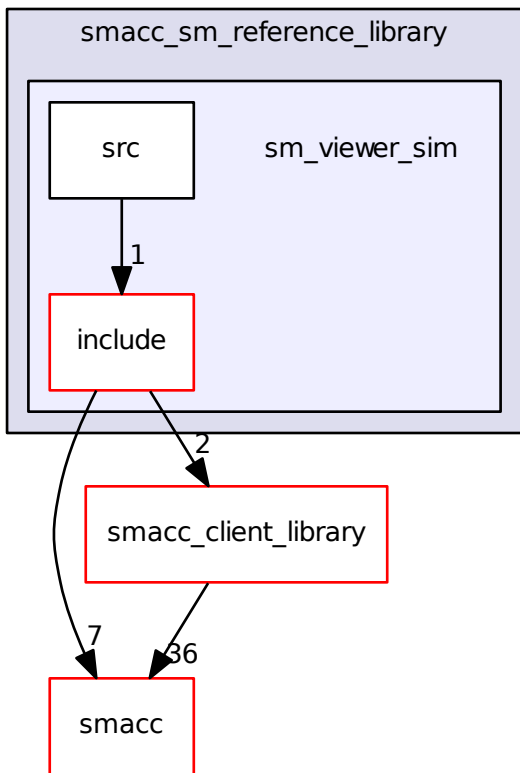 smacc_sm_reference_library
src
sm_viewer_sim
1
include
2
smacc_client_library
7
36
smacc